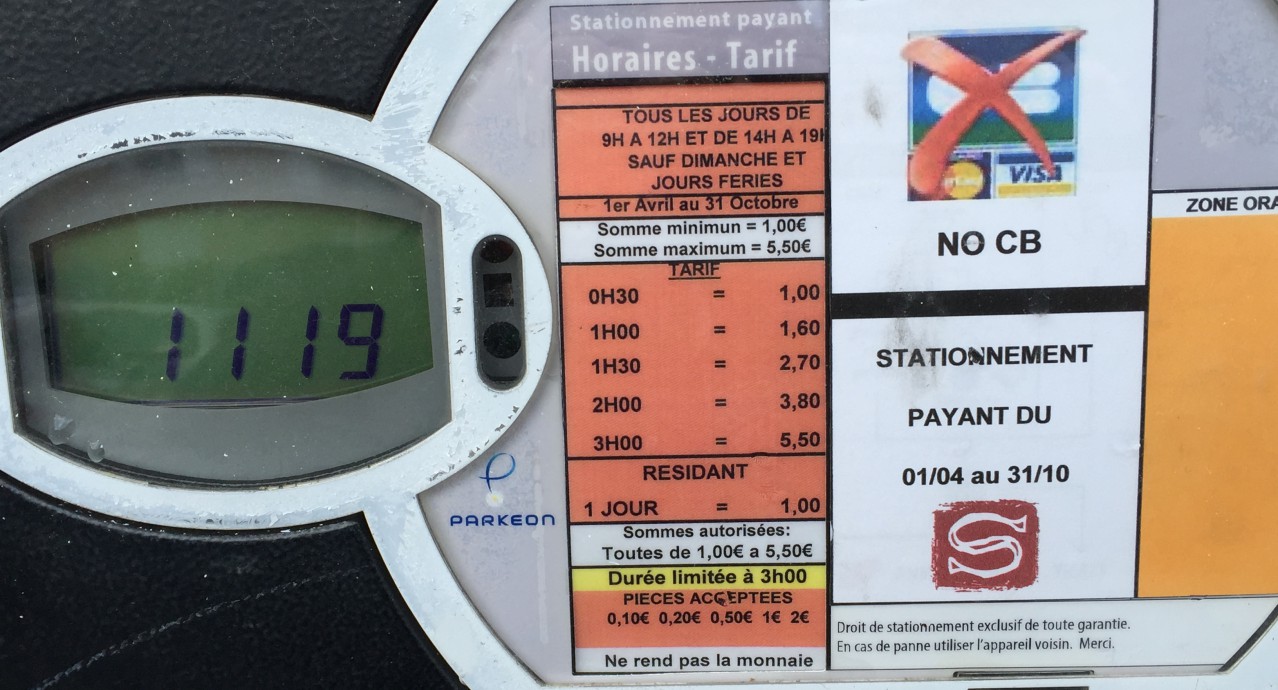 1119
PARKEON
Stationnement payant
Horaires - Tarif
TOUS LES JOURS DE
9H A 12H ET DE 14H A 19H
SAUF DIMANCHE ET
JOURS FERIES
1er Avril au 31 Octobre
Somme minimun = 1,00€
Somme maximum = 5,50€
TARIF
0H30 = 1,00
1H00 = 1,60
1H30 = 2,70
2H00 = 3,80
3H00 = 5,50
RESIDANT
1 JOUR = 1,00
Sommes autorisées:
Toutes de 1,00€ a 5,50€
Durée limitée à 3h00
PIECES ACCEPTEES
0,10€ 0,20€ 0,50€ 1€ 2€
Ne rend pas la monnaie
CB
VISA
NO CB
STATIONNEMENT
PAYANT DU
01/04 au 31/10
S
Droit de stationnement exclusif de toute garantie.
En cas de panne utiliser l'appareil voisin. Merci.
ZONE ORA